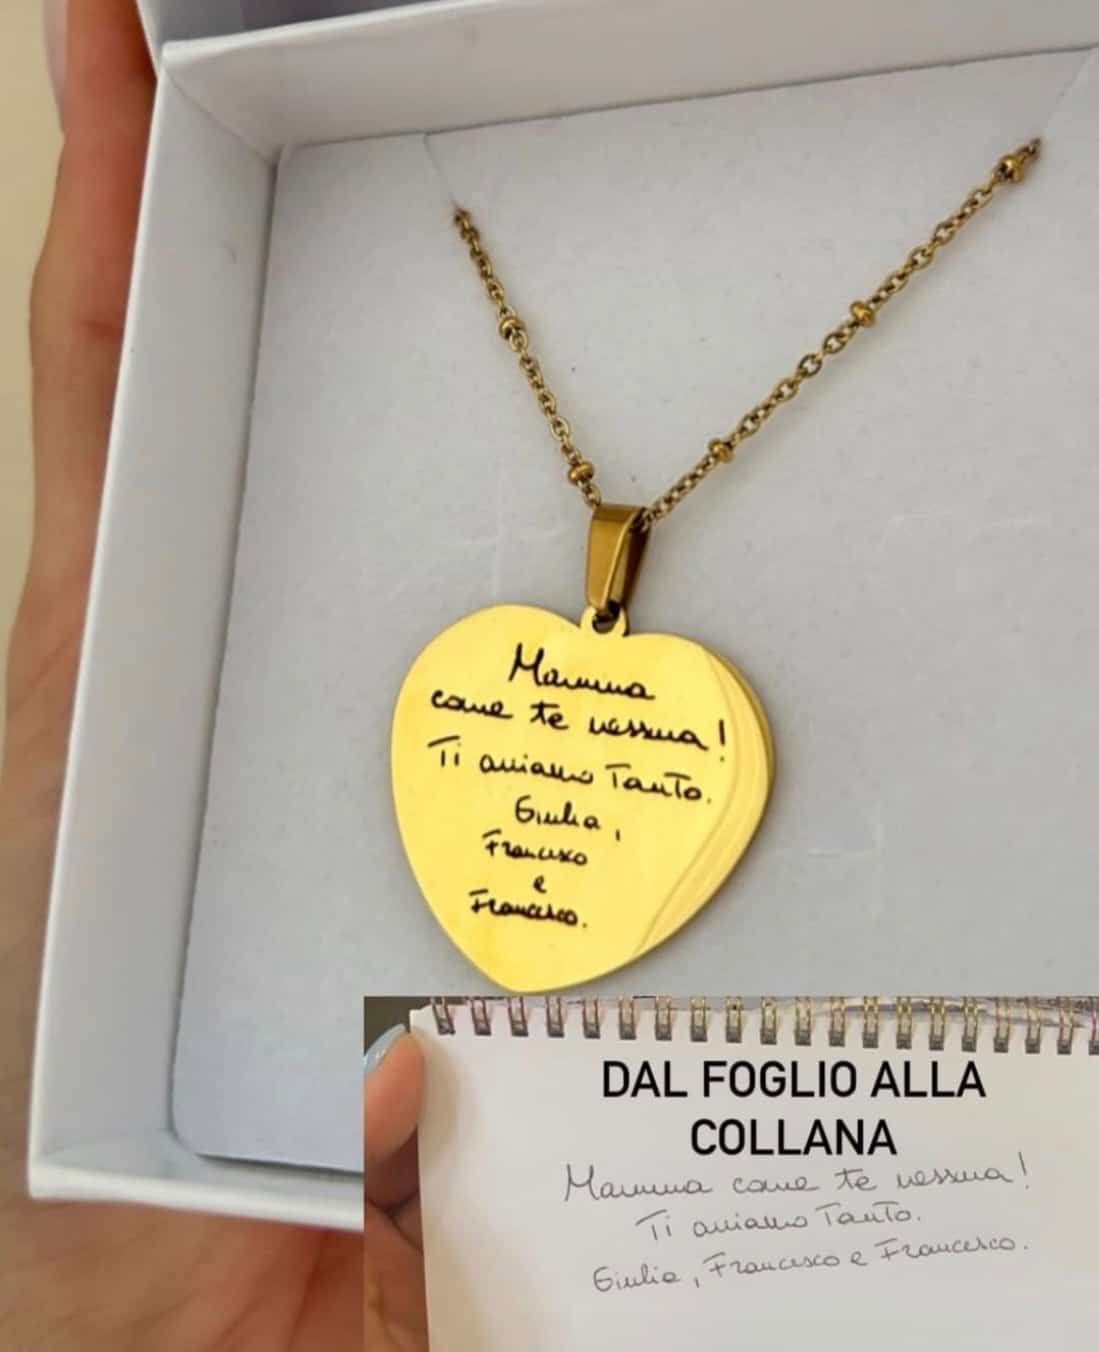 Mamma
come te nessuna!
Ti amiamo Tanto.
Giulia,
Francesco
e
Francesco.
DAL FOGLIO ALLA
COLLANA
Mamma come te nessuna!
Ti amiamo Tanto.
Giulia, Francesco e Francesco.